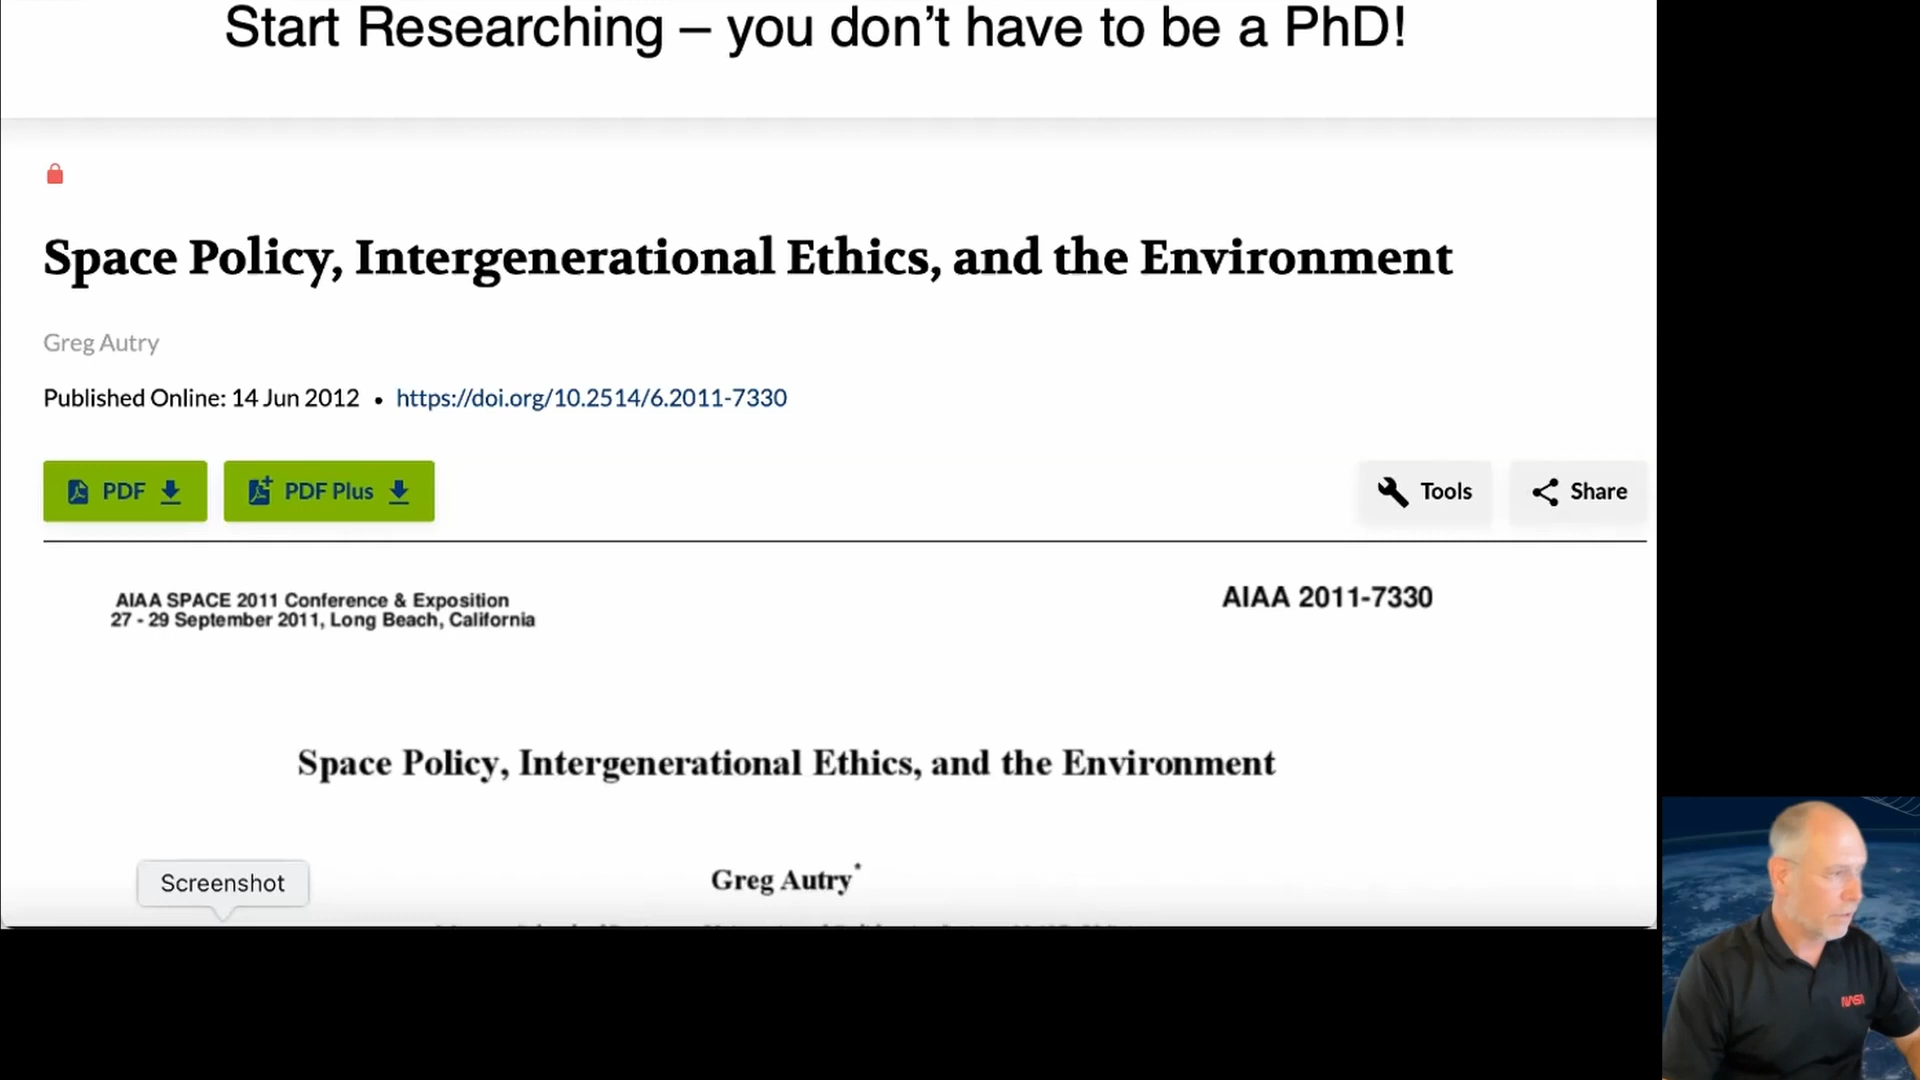 Start Researching – you don't have to be a PhD!
Space Policy, Intergenerational Ethics, and the Environment
Greg Autry
Published Online: 14 Jun 2012 • https://doi.org/10.2514/6.2011-7330
PDF PDF Plus Tools Share
AIAA SPACE 2011 Conference & Exposition
27 - 29 September 2011, Long Beach, California
AIAA 2011-7330
Space Policy, Intergenerational Ethics, and the Environment
Greg Autry*
Screenshot
NASA